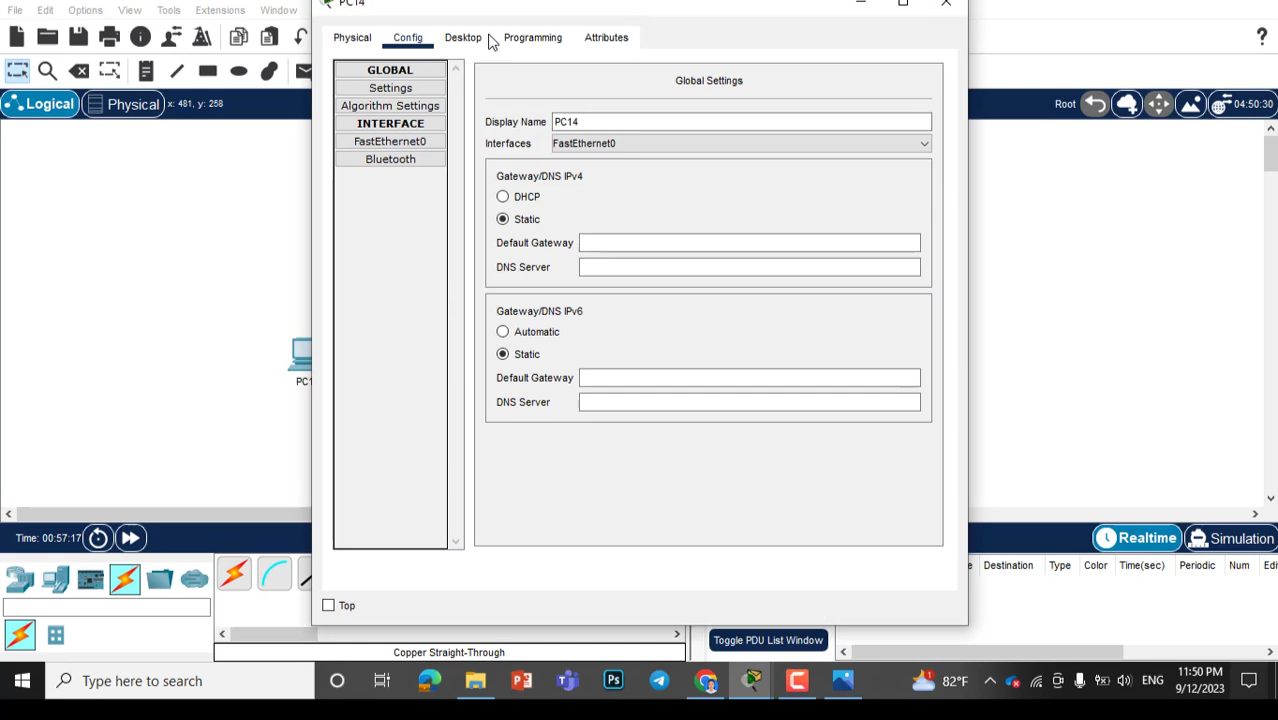 PC14
File Edit Options View Tools Extensions Window
Physical Config Desktop Programming Attributes
GLOBAL
Settings
Algorithm Settings
INTERFACE
FastEthernet0
Bluetooth
Global Settings
Display Name PC14
Interfaces FastEthernet0
Gateway/DNS IPv4
DHCP
Static
Default Gateway
DNS Server
Gateway/DNS IPv6
Automatic
Static
Default Gateway
DNS Server
Top
Logical Physical x: 481, y: 258
Root 04:50:30
PC1
Time: 00:57:17
Realtime Simulation
Destination Type Color Time(sec) Periodic Num Edi
Copper Straight-Through
Toggle PDU List Window
Type here to search
82°F
ENG
11:50 PM
9/12/2023